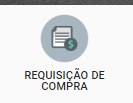 REQUISIÇÃO DE
COMPRA